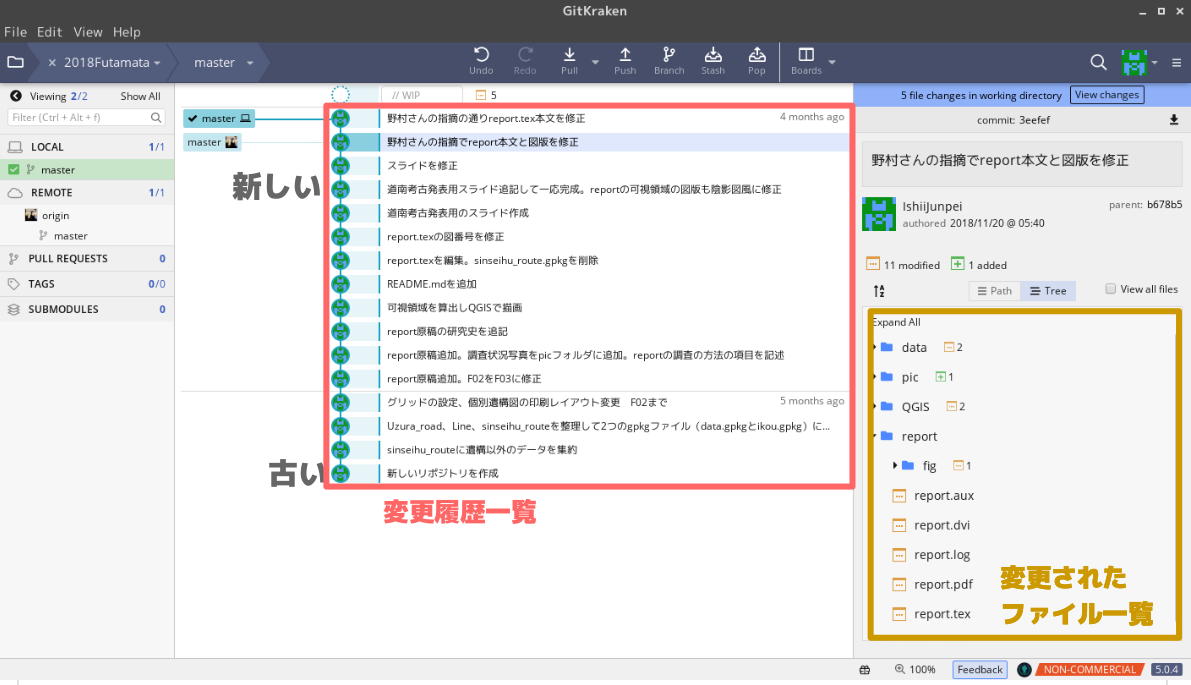 GitKraken
File Edit View Help
2018Futamata
master
Undo
Redo
Pull
Push
Branch
Stash
Pop
Boards
Viewing 2/2 Show All
Filter (Ctrl + Alt + f)
LOCAL 1/1
master
REMOTE 1/1
origin
master
PULL REQUESTS 0
TAGS 0/0
SUBMODULES 0
// WIP 5
master
野村さんの指摘の通りreport.tex本文を修正 4 months ago
master
野村さんの指摘でreport本文と図版を修正
スライドを修正
新しい
道南考古発表用スライド追記して一応完成。reportの可視領域の図版も陰影図風に修正
道南考古発表用のスライド作成
report.texの図番号を修正
report.texを編集。sinseihu_route.gpkgを削除
README.mdを追加
可視領域を算出しQGISで描画
report原稿の研究史を追記
report原稿追加。調査状況写真をpicフォルダに追加。reportの調査の方法の項目を記述
report原稿追加。F02をF03に修正
グリッドの設定、個別遺構図の印刷レイアウト変更　F02まで 5 months ago
Uzura_road、Line、sinseihu_routeを整理して2つのgpkgファイル（data.gpkgとikou.gpkg）に...
sinseihu_routeに遺構以外のデータを集約
古い
新しいリポジトリを作成
変更履歴一覧
5 file changes in working directory View changes
commit: 3eefef
野村さんの指摘でreport本文と図版を修正
IshiiJunpei
authored 2018/11/20 @ 05:40
parent: b678b5
11 modified 1 added
Path Tree View all files
Expand All
data 2
pic 1
QGIS 2
report
fig 1
report.aux
report.dvi
report.log
report.pdf
report.tex
変更された
ファイル一覧
100% Feedback NON-COMMERCIAL 5.0.4